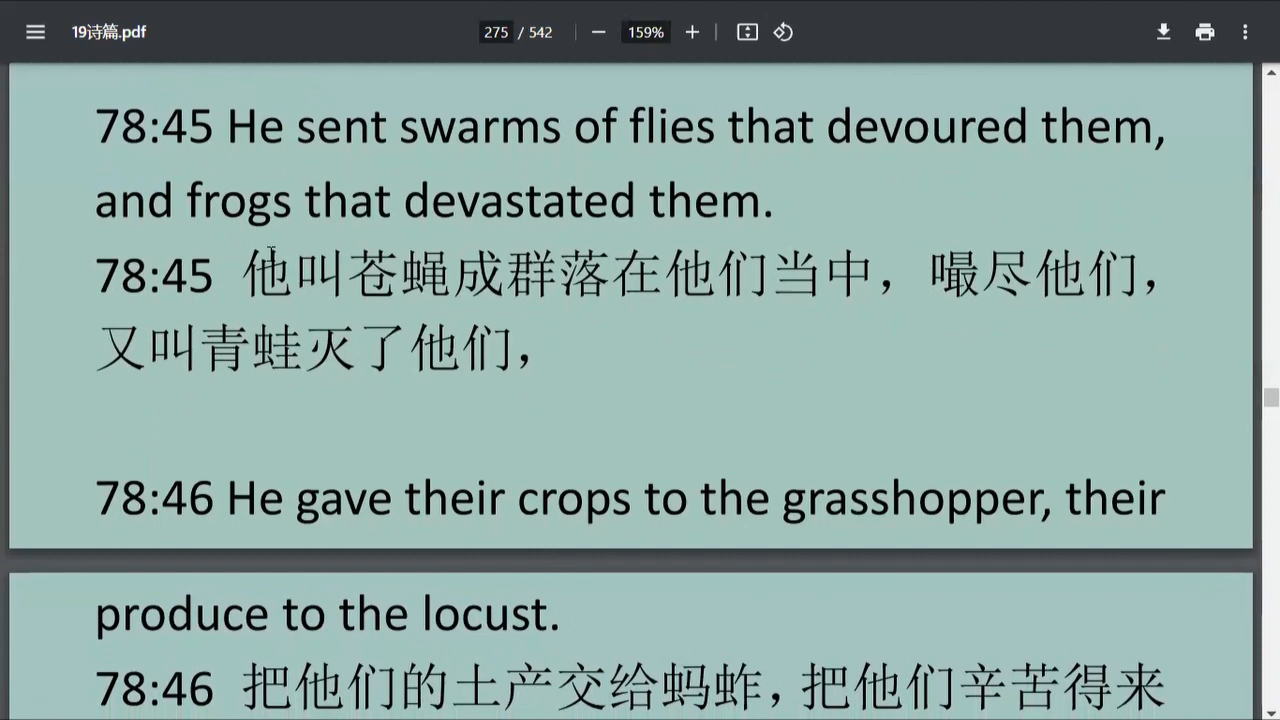 19诗篇.pdf
275 / 542
159%
78:45 He sent swarms of flies that devoured them,
and frogs that devastated them.
78:45 他叫苍蝇成群落在他们当中，嘬尽他们，
又叫青蛙灭了他们，
78:46 He gave their crops to the grasshopper, their
produce to the locust.
78:46 把他们的土产交给蚂蚱，把他们辛苦得来